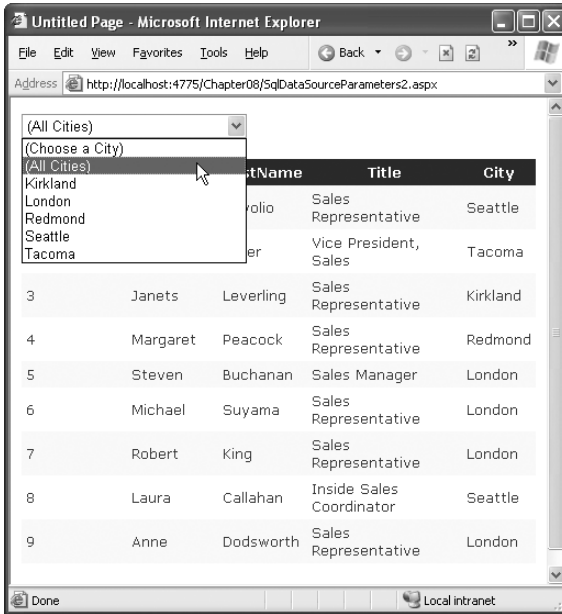 Untitled Page - Microsoft Internet Explorer
File Edit View Favorites Tools Help Back »
Address http://localhost:4775/Chapter08/SqlDataSourceParameters2.aspx
(All Cities)
(Choose a City)
(All Cities)
Kirkland
London
Redmond
Seattle
Tacoma
tName Title City
volio Sales Representative Seattle
er Vice President, Sales Tacoma
3 Janets Leverling Sales Representative Kirkland
4 Margaret Peacock Sales Representative Redmond
5 Steven Buchanan Sales Manager London
6 Michael Suyama Sales Representative London
7 Robert King Sales Representative London
8 Laura Callahan Inside Sales Coordinator Seattle
9 Anne Dodsworth Sales Representative London
Done Local intranet